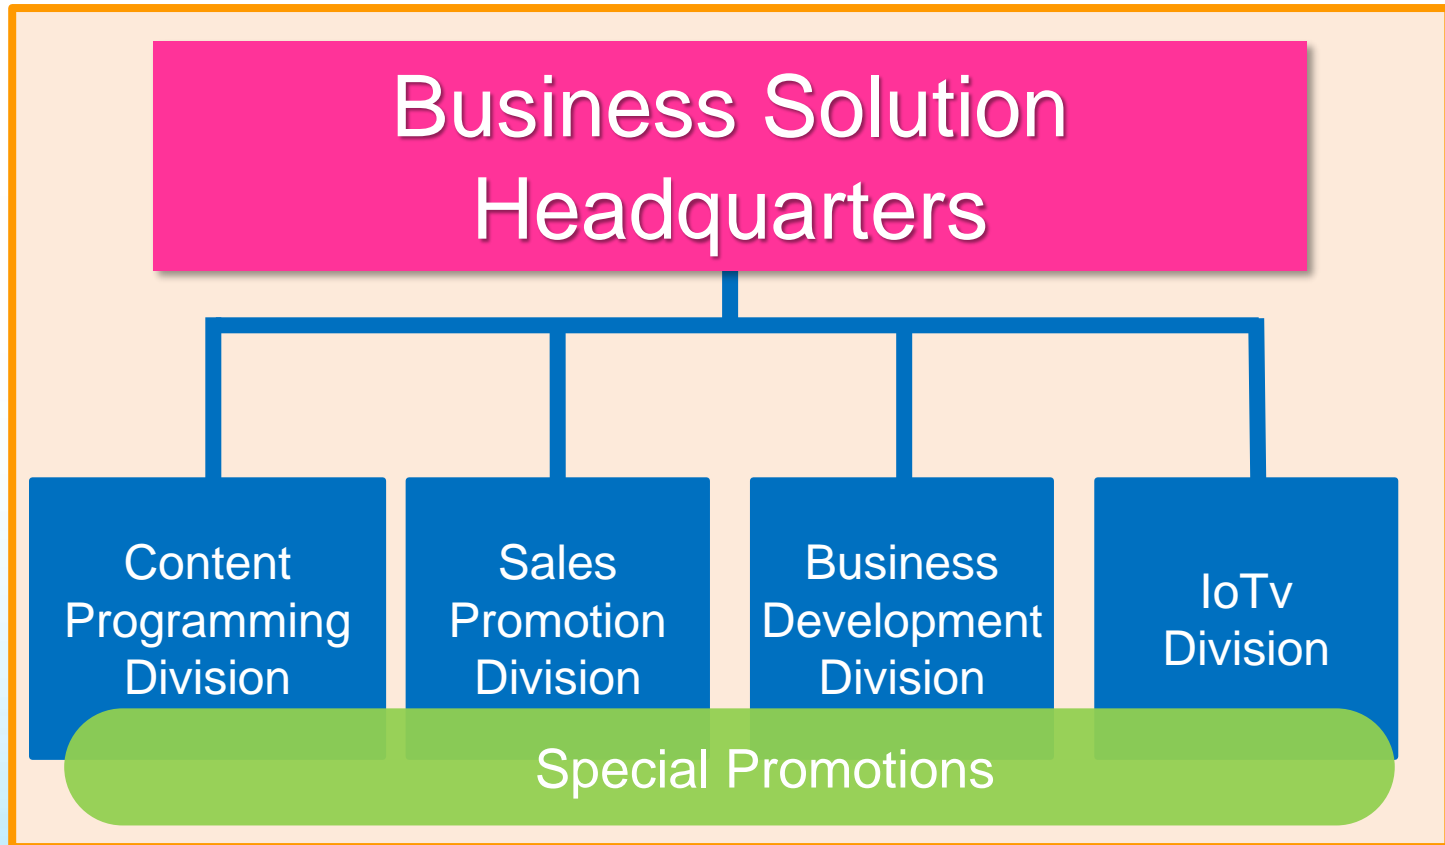 Business Solution
Headquarters
Content
Programming
Division
Sales
Promotion
Division
Business
Development
Division
IoTv
Division
Special Promotions